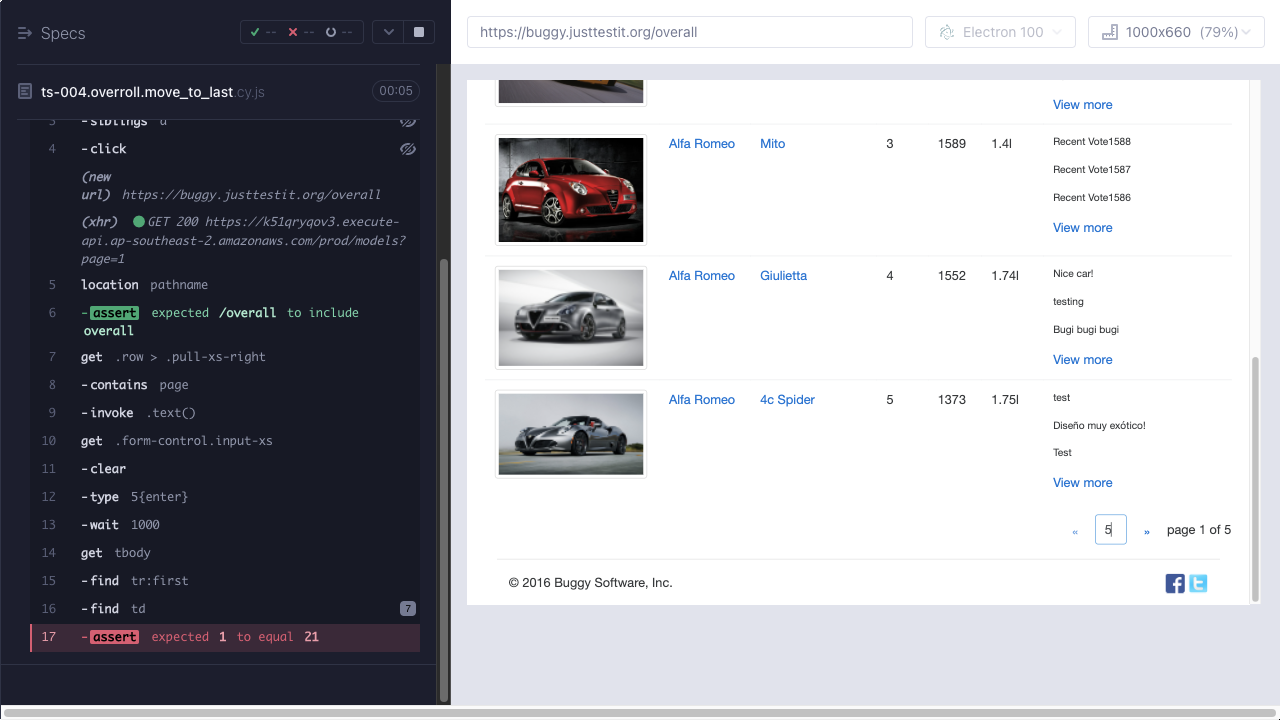 Specs
--
--
--
https://buggy.justtestit.org/overall
Electron 100
1000x660 (79%)
ts-004.overroll.move_to_last.cy.js
00:05
3 -siblings a
4 -click
(new
url) https://buggy.justtestit.org/overall
(xhr) GET 200 https://k51qryqov3.execute-
api.ap-southeast-2.amazonaws.com/prod/models?
page=1
5 location pathname
6 -assert expected /overall to include
overall
7 get .row > .pull-xs-right
8 -contains page
9 -invoke .text()
10 get .form-control.input-xs
11 -clear
12 -type 5{enter}
13 -wait 1000
14 get tbody
15 -find tr:first
16 -find td 7
17 -assert expected 1 to equal 21
View more
Alfa Romeo Mito 3 1589 1.4l Recent Vote1588
Recent Vote1587
Recent Vote1586
View more
Alfa Romeo Giulietta 4 1552 1.74l Nice car!
testing
Bugi bugi bugi
View more
Alfa Romeo 4c Spider 5 1373 1.75l test
Diseño muy exótico!
Test
View more
« 5 » page 1 of 5
© 2016 Buggy Software, Inc.